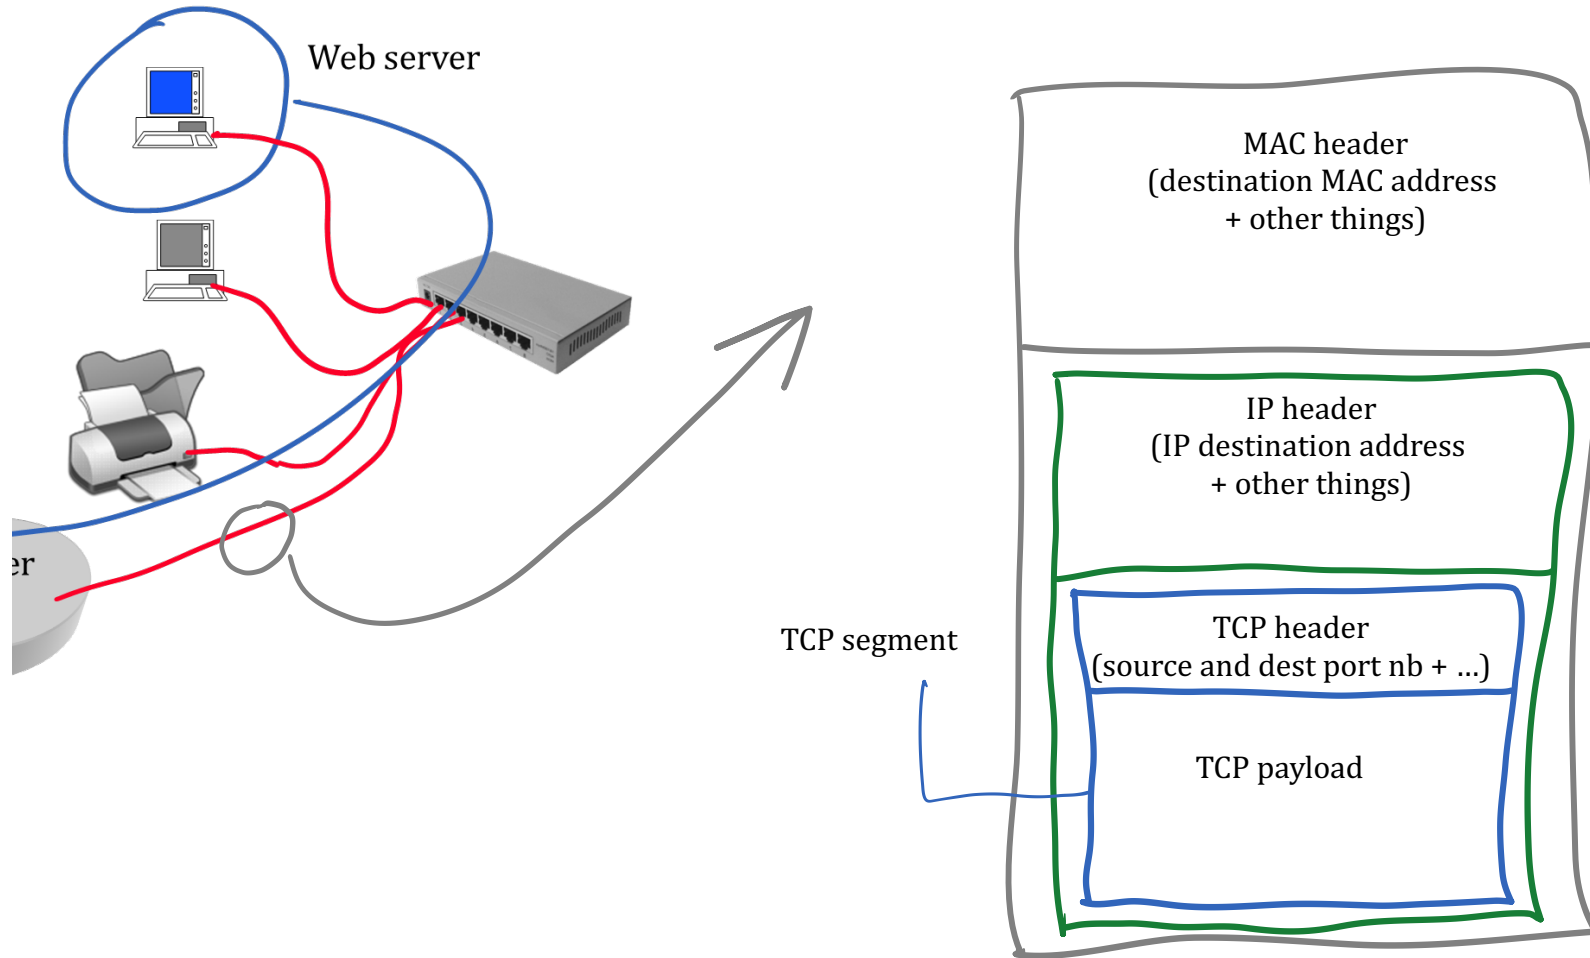 Web server
er
MAC header
(destination MAC address
+ other things)
IP header
(IP destination address
+ other things)
TCP segment
TCP header
(source and dest port nb + ...)
TCP payload